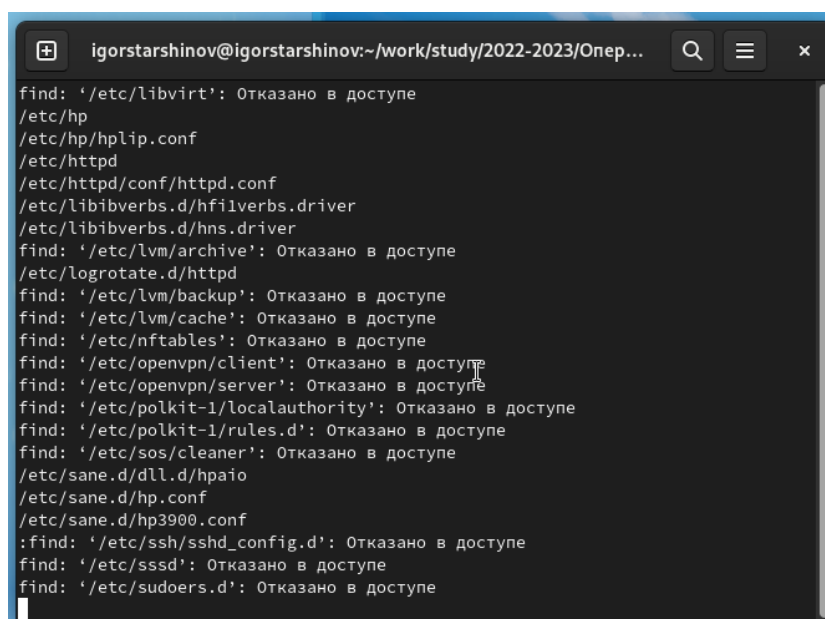 igorstarshinov@igorstarshinov:~/work/study/2022-2023/Опер...
find: ‘/etc/libvirt’: Отказано в доступе
/etc/hp
/etc/hp/hplip.conf
/etc/httpd
/etc/httpd/conf/httpd.conf
/etc/libibverbs.d/hfi1verbs.driver
/etc/libibverbs.d/hns.driver
find: ‘/etc/lvm/archive’: Отказано в доступе
/etc/logrotate.d/httpd
find: ‘/etc/lvm/backup’: Отказано в доступе
find: ‘/etc/lvm/cache’: Отказано в доступе
find: ‘/etc/nftables’: Отказано в доступе
find: ‘/etc/openvpn/client’: Отказано в доступе
find: ‘/etc/openvpn/server’: Отказано в доступе
find: ‘/etc/polkit-1/localauthority’: Отказано в доступе
find: ‘/etc/polkit-1/rules.d’: Отказано в доступе
find: ‘/etc/sos/cleaner’: Отказано в доступе
/etc/sane.d/dll.d/hpaio
/etc/sane.d/hp.conf
/etc/sane.d/hp3900.conf
:find: ‘/etc/ssh/sshd_config.d’: Отказано в доступе
find: ‘/etc/sssd’: Отказано в доступе
find: ‘/etc/sudoers.d’: Отказано в доступе